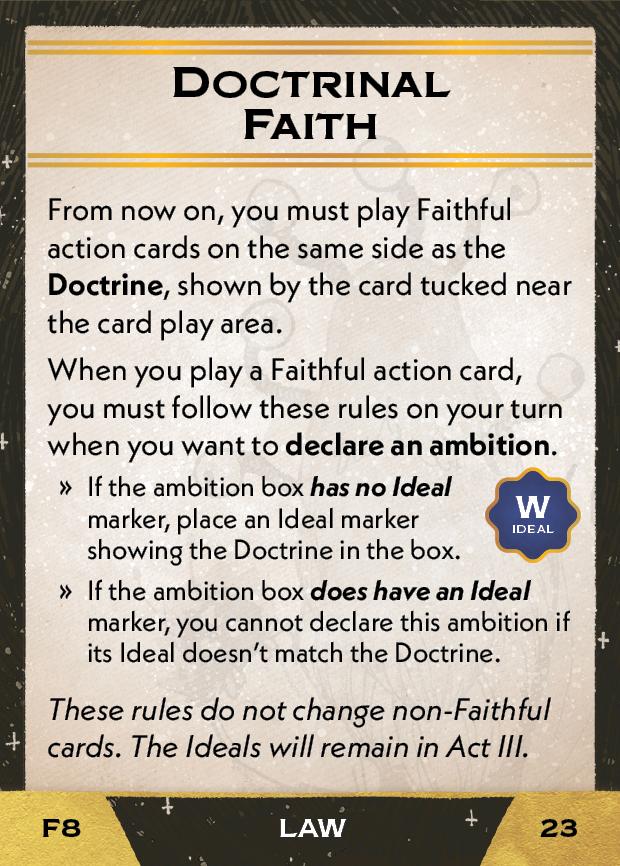 DOCTRINAL
FAITH
From now on, you must play Faithful
action cards on the same side as the
Doctrine, shown by the card tucked near
the card play area.
When you play a Faithful action card,
you must follow these rules on your turn
when you want to declare an ambition.
» If the ambition box has no Ideal
marker, place an Ideal marker
showing the Doctrine in the box.
W
IDEAL
» If the ambition box does have an Ideal
marker, you cannot declare this ambition if
its Ideal doesn't match the Doctrine.
These rules do not change non-Faithful
cards. The Ideals will remain in Act III.
F8 LAW 23